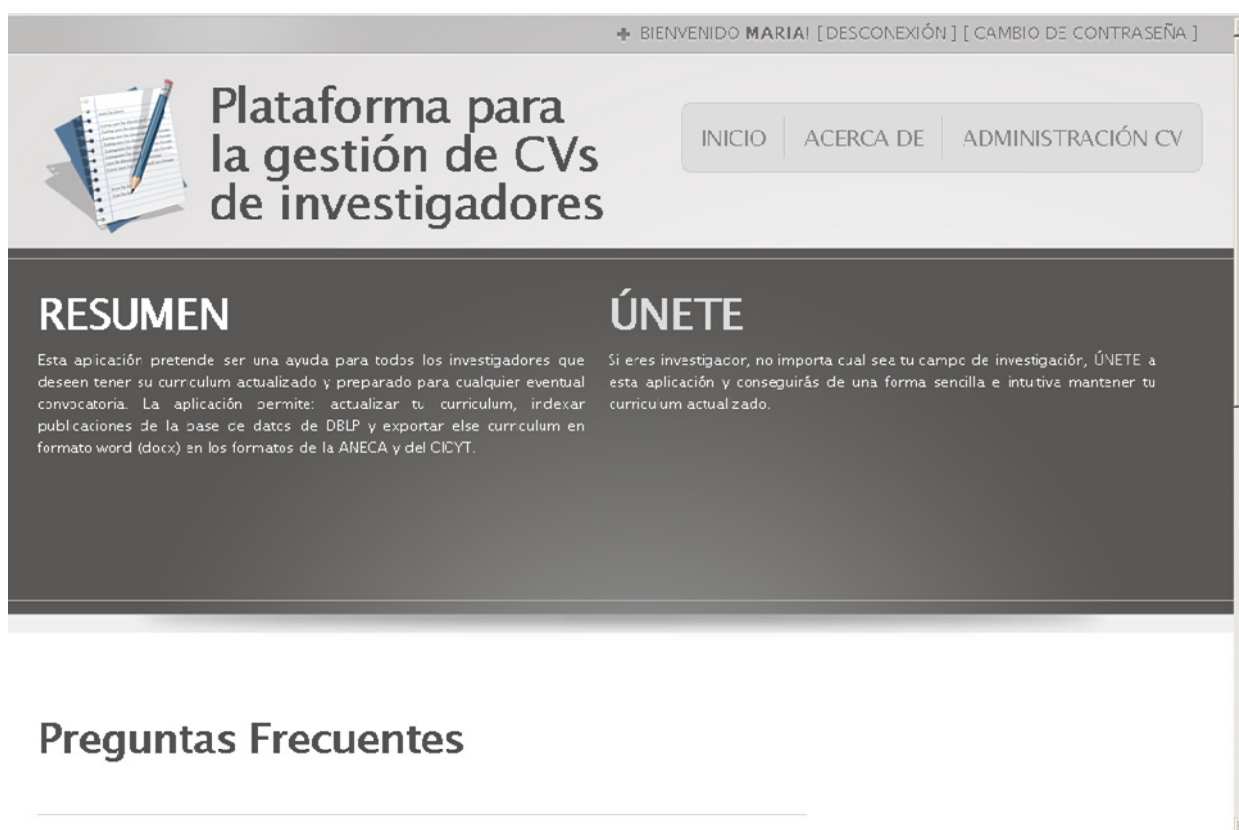 BIENVENIDO MARIA! [ DESCONEXIÓN ] [ CAMBIO DE CONTRASEÑA ]
Plataforma para
la gestión de CVs
de investigadores
INICIO
ACERCA DE
ADMINISTRACIÓN CV
RESUMEN
Esta aplicación pretende ser una ayuda para todos los investigadores que
deseen tener su curriculum actualizado y preparado para cualquier eventual
convocatoria. La aplicación permite: actualizar tu curriculum, indexar
publicaciones de la base de datos de DBLP y exportar else curriculum en
formato word (docx) en los formatos de la ANECA y del CICYT.
ÚNETE
Si eres investigador, no importa cual sea tu campo de investigación, ÚNETE a
esta aplicación y conseguirás de una forma sencilla e intuitiva mantener tu
curriculum actualizado.
Preguntas Frecuentes